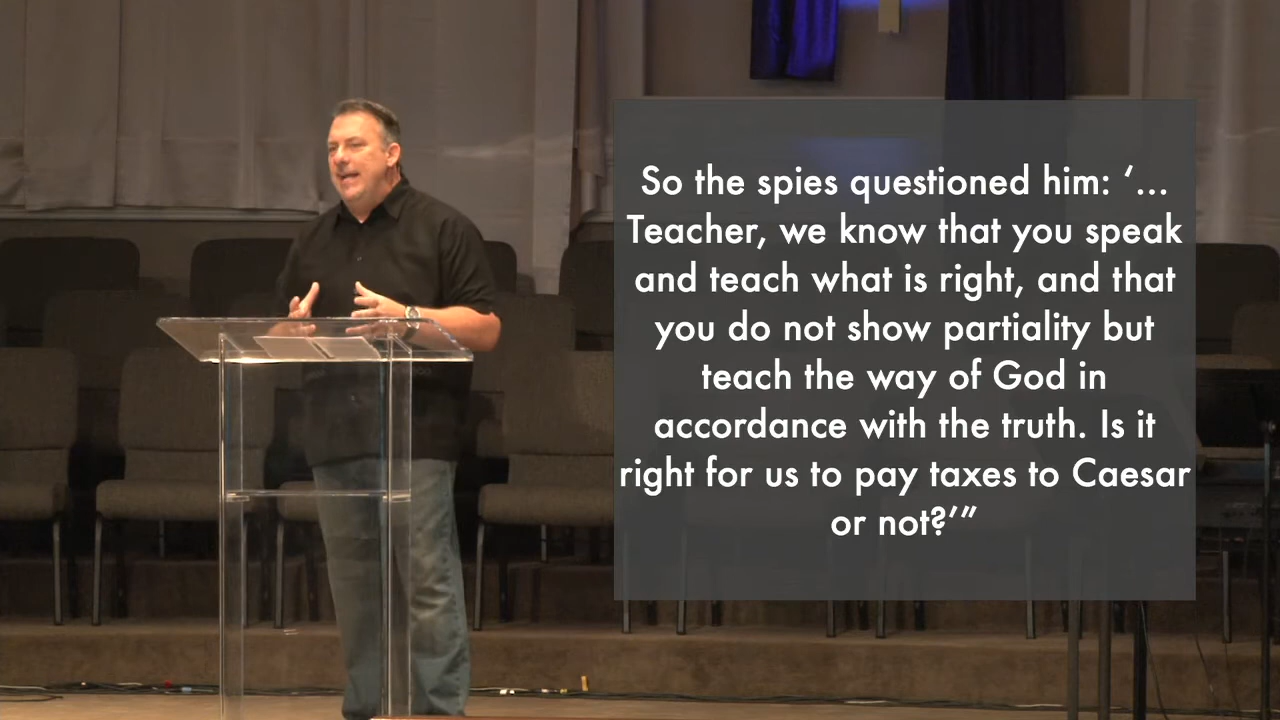 So the spies questioned him: ‘...
Teacher, we know that you speak
and teach what is right, and that
you do not show partiality but
teach the way of God in
accordance with the truth. Is it
right for us to pay taxes to Caesar
or not?’”